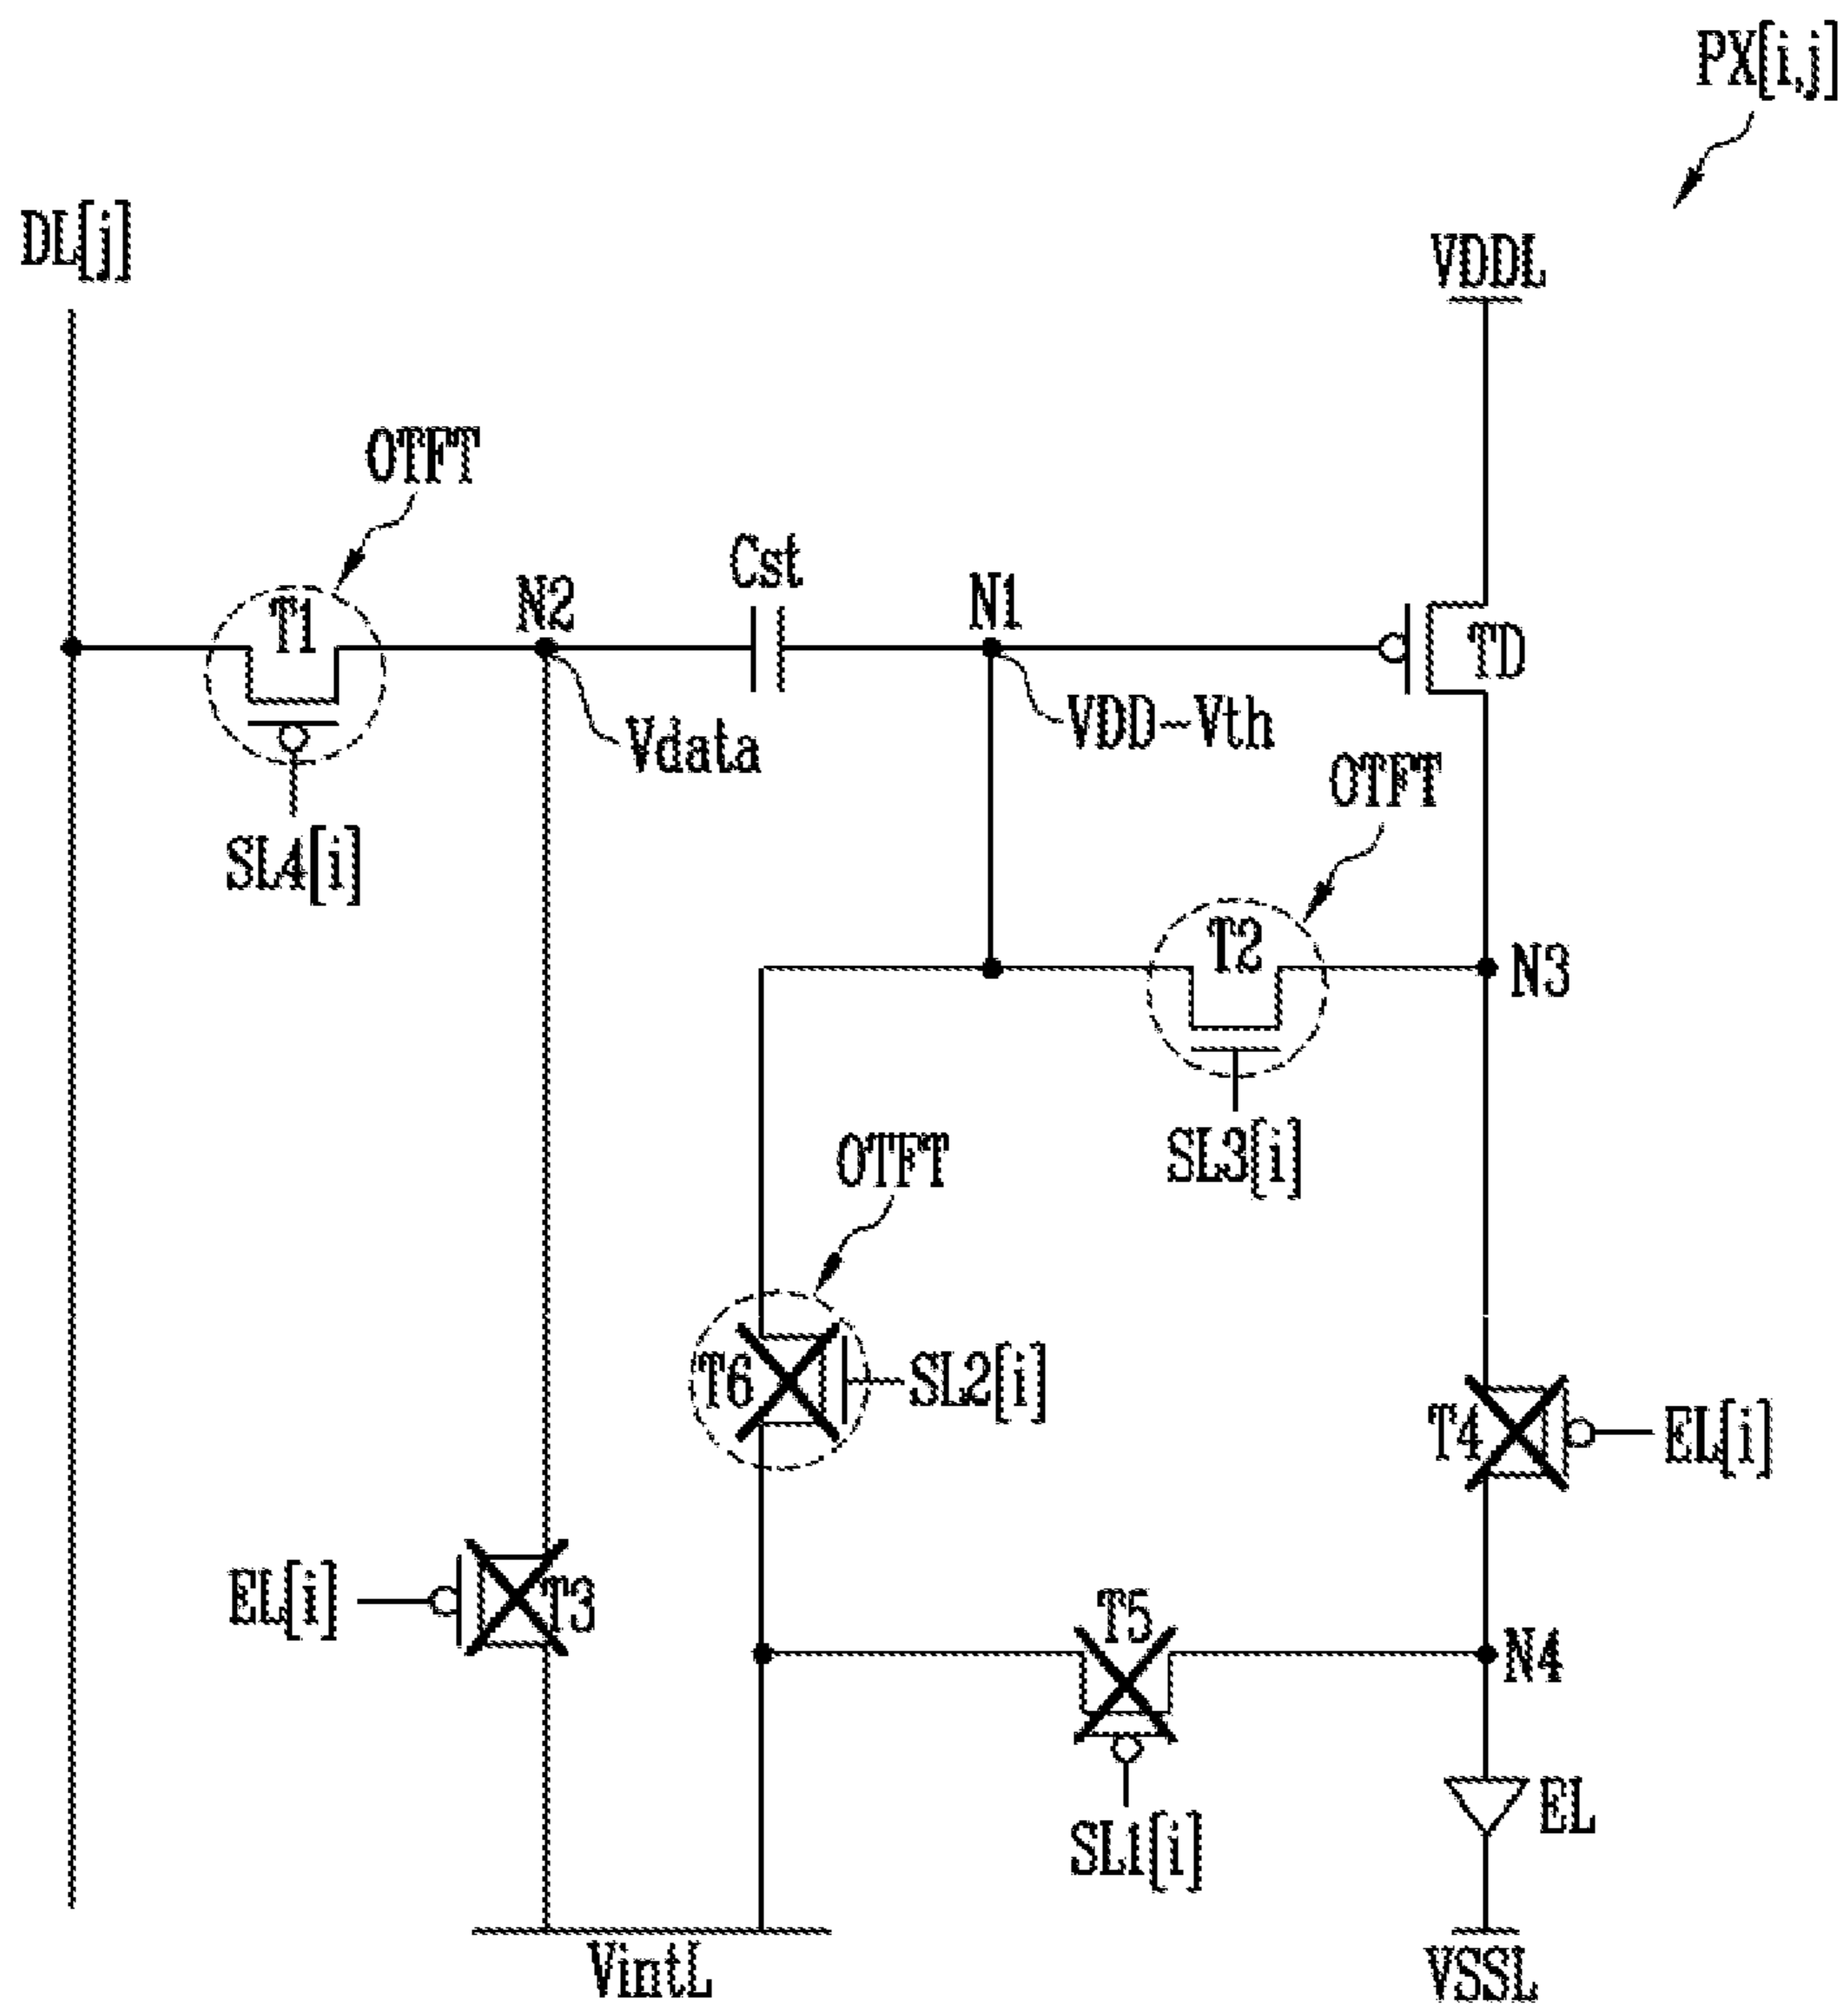 PX[i,j]
DL[j]
VDDL
OTFT
Cst
T1
N2
N1
TD
Vdata
VDD-Vth
OTFT
SL4[i]
T2
N3
SL3[i]
OTFT
T6
SL2[i]
T4
EL[i]
EL[i]
T3
T5
N4
SL1[i]
EL
VintL
VSSL